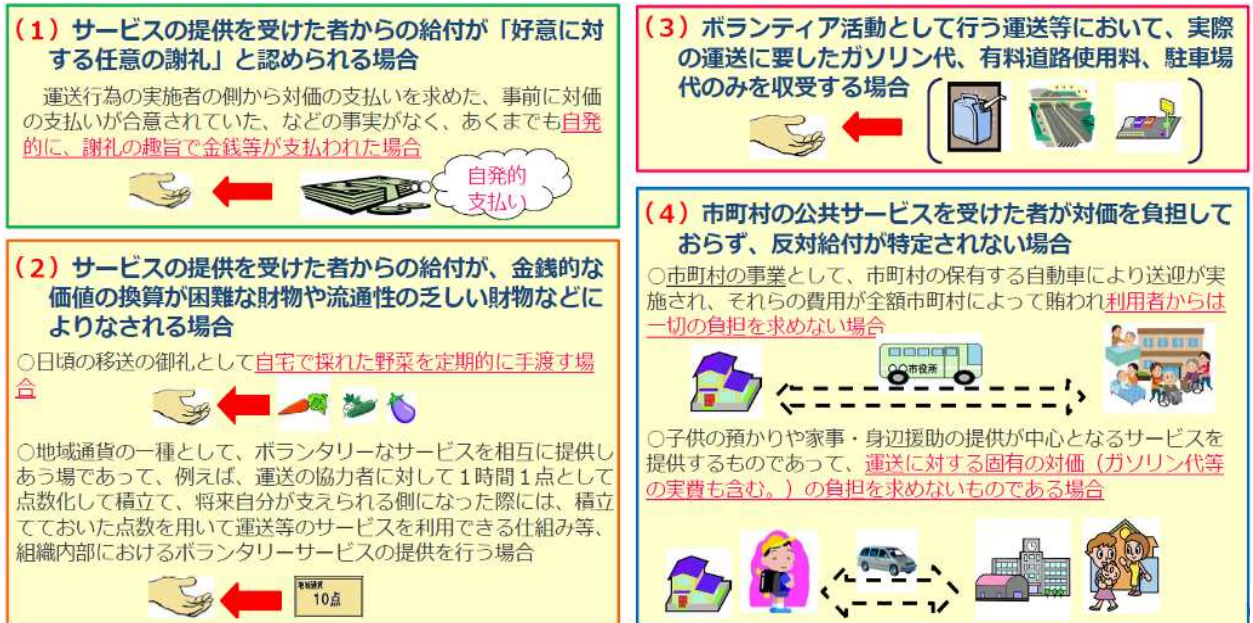 (1) サービスの提供を受けた者からの給付が「好意に対
する任意の謝礼」と認められる場合
運送行為の実施者の側から対価の支払いを求めた、事前に対価
の支払いが合意されていた、などの事実がなく、あくまでも自発
的に、謝礼の趣旨で金銭等が支払われた場合
自発的
支払い
(2) サービスの提供を受けた者からの給付が、金銭的な
価値の換算が困難な財物や流通性の乏しい財物などに
よりなされる場合
○日頃の移送の御礼として自宅で採れた野菜を定期的に手渡す場
合
○地域通貨の一種として、ボランタリーなサービスを相互に提供し
あう場であって、例えば、運送の協力者に対して１時間１点として
点数化して積立て、将来自分が支えられる側になった際には、積立
てておいた点数を用いて運送等のサービスを利用できる仕組み等、
組織内部におけるボランタリーサービスの提供を行う場合
地域通貨
10点
(3) ボランティア活動として行う運送等において、実際
の運送に要したガソリン代、有料道路使用料、駐車場
代のみを収受する場合
(4) 市町村の公共サービスを受けた者が対価を負担して
おらず、反対給付が特定されない場合
○市町村の事業として、市町村の保有する自動車により送迎が実
施され、それらの費用が全額市町村によって賄われ利用者からは
一切の負担を求めない場合
○○市役所
○子供の預かりや家事・身辺援助の提供が中心となるサービスを
提供するものであって、運送に対する固有の対価（ガソリン代等
の実費も含む。）の負担を求めないものである場合